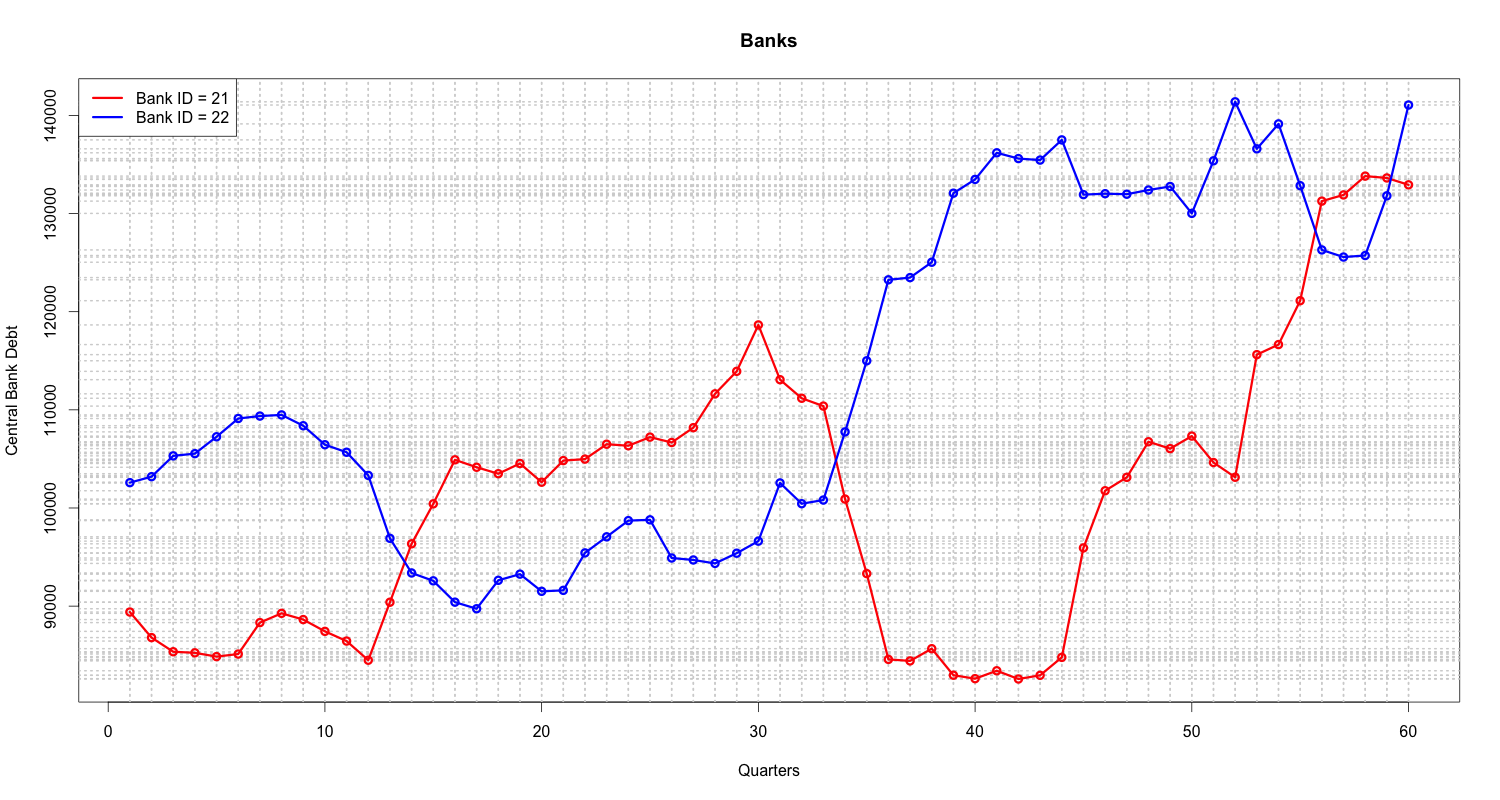 Banks
Bank ID = 21
Bank ID = 22
Central Bank Debt
140000
130000
120000
110000
100000
90000
0 10 20 30 40 50 60
Quarters